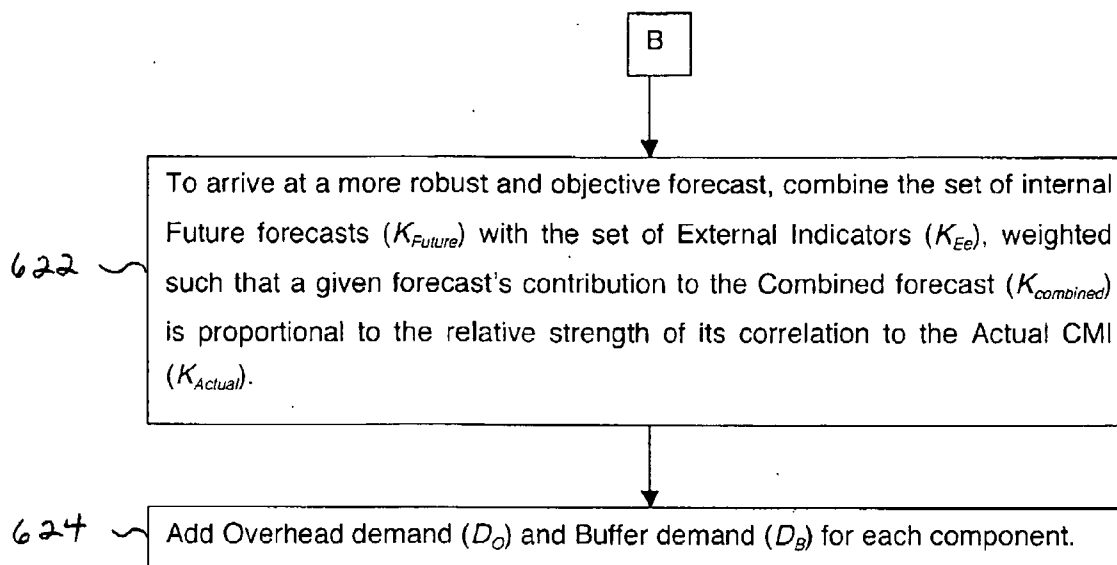 B
To arrive at a more robust and objective forecast, combine the set of internal
Future forecasts (K_Future) with the set of External Indicators (K_Ee), weighted
622 such that a given forecast's contribution to the Combined forecast (K_combined)
is proportional to the relative strength of its correlation to the Actual CMI
(K_Actual).
624 Add Overhead demand (D_O) and Buffer demand (D_B) for each component.